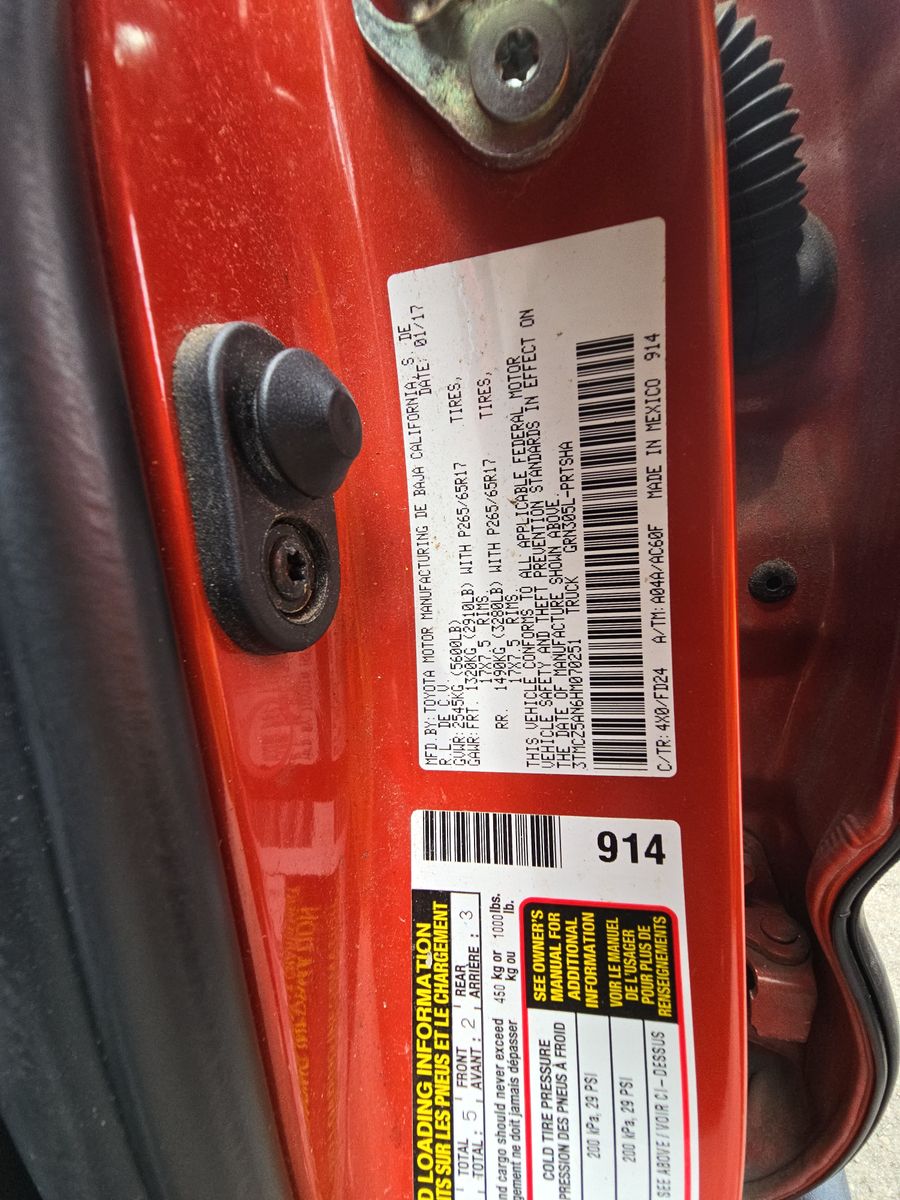 MFD.BY:TOYOTA MOTOR MANUFACTURING DE BAJA CALIFORNIA, S. DE
R.L. DE C.V. DATE: 01/17
GVWR:2545KG (5600LB)
GAWR:FRT. 1320KG (2910LB) WITH P265/65R17 TIRES,
17X7.5 RIMS,
RR. 1490KG (3280LB) WITH P265/65R17 TIRES,
17X7.5 RIMS.
THIS VEHICLE CONFORMS TO ALL APPLICABLE FEDERAL MOTOR
VEHICLE SAFETY AND THEFT PREVENTION STANDARDS IN EFFECT ON
THE DATE OF MANUFACTURE SHOWN ABOVE.
3TMCZ5AN6HM070251 TRUCK GRN305L-PRTSHA
C/TR:4X0/FD24 A/TM:A04A/AC60F MADE IN MEXICO 914
914
LOADING INFORMATION
SUR LES PNEUS ET LE CHARGEMENT
TOTAL 5 FRONT 2 REAR 3
TOTAL : AVANT : ARRIÈRE :
and cargo should never exceed 450 kg or 1000 lbs.
ne doit jamais dépasser kg ou lb.
COLD TIRE PRESSURE
PRESSION DES PNEUS À FROID
200 kPa, 29 PSI
200 kPa, 29 PSI
SEE ABOVE / VOIR CI-DESSUS
SEE OWNER'S
MANUAL FOR
ADDITIONAL
INFORMATION
VOIR LE MANUEL
DE L'USAGER
POUR PLUS DE
RENSEIGNEMENTS